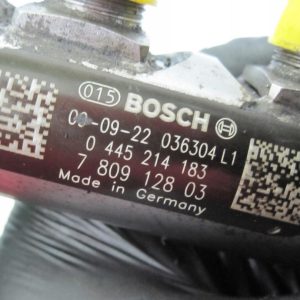 015 BOSCH
-09-22 036304 L1
0 445 214 183
7 809 128 03
Made in Germany